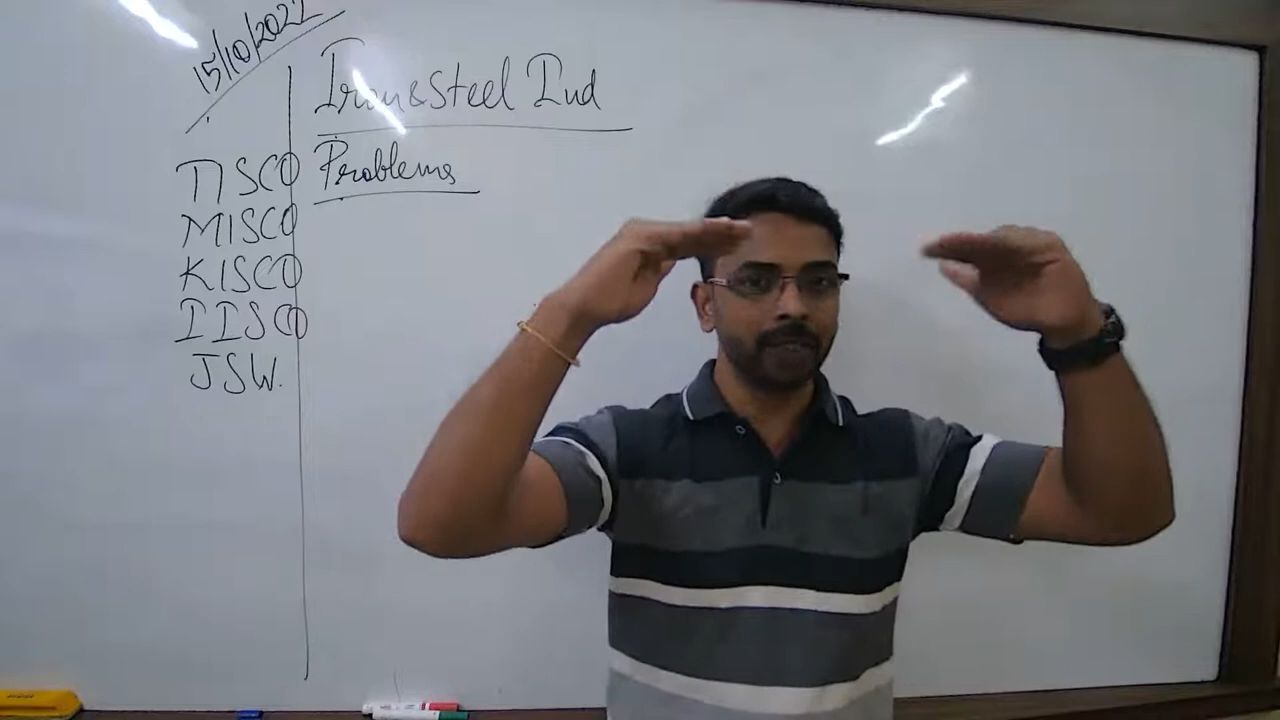 15/10/2022
Iron & Steel Ind
Problems
TISCO
MISCO
KISCO
IISCO
JSW.